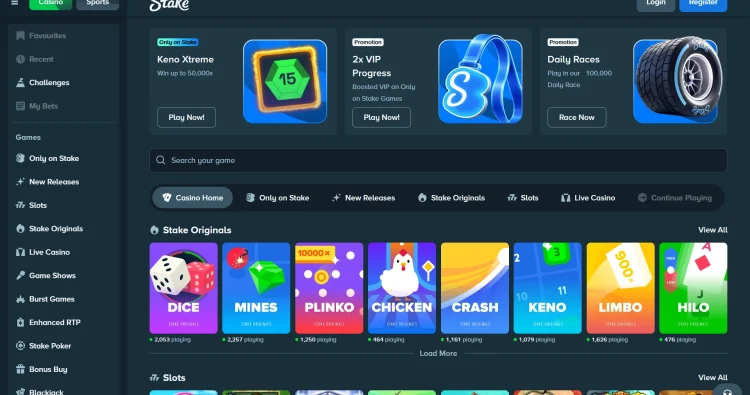 Casino
Sports
Stake
Login
Register
Favourites
Recent
Challenges
My Bets
Games
Only on Stake
New Releases
Slots
Stake Originals
Live Casino
Game Shows
Burst Games
Enhanced RTP
Stake Poker
Bonus Buy
Blackjack
Only on Stake
Keno Xtreme
Win up to 50,000x
Play Now!
15
Promotion
2x VIP
Progress
Boosted VIP on Only
on Stake Games
Play Now!
Promotion
Daily Races
Play in our 100,000
Daily Race
Race Now
Search your game
Casino Home
Only on Stake
New Releases
Stake Originals
Slots
Live Casino
Continue Playing
Stake Originals
View All
DICE
STAKE ORIGINALS
2,053 playing
MINES
STAKE ORIGINALS
2,257 playing
10000×
PLINKO
STAKE ORIGINALS
1,250 playing
CHICKEN
STAKE ORIGINALS
464 playing
CRASH
STAKE ORIGINALS
1,161 playing
2
3
10
11
KENO
STAKE ORIGINALS
1,079 playing
900×
LIMBO
STAKE ORIGINALS
1,626 playing
A
J
HILO
STAKE ORIGINALS
476 playing
Load More
Slots
View All